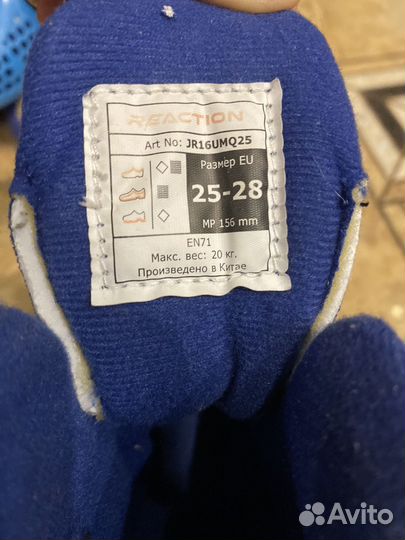 REACTION
Art No: JR16UMQ25
Размер EU
25-28
MP 156 mm
EN71
Макс. вес: 20 кг.
Произведено в Китае
Avito